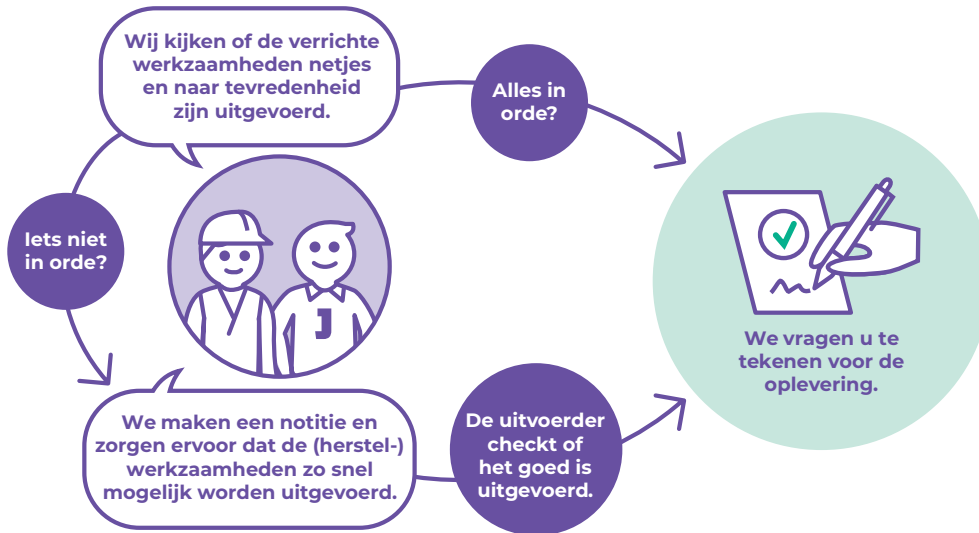 Wij kijken of de verrichte
werkzaamheden netjes
en naar tevredenheid
zijn uitgevoerd.
Alles in
orde?
Iets niet
in orde?
J
We vragen u te
tekenen voor de
oplevering.
We maken een notitie en
zorgen ervoor dat de (herstel-)
werkzaamheden zo snel
mogelijk worden uitgevoerd.
De uitvoerder
checkt of
het goed is
uitgevoerd.